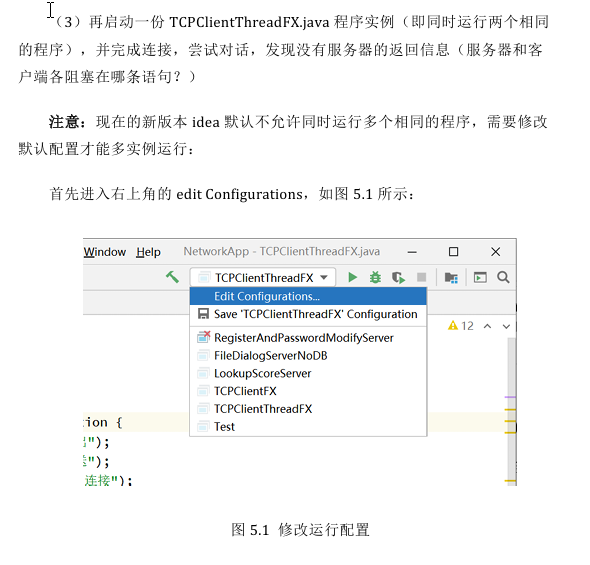 （3）再启动一份 TCPClientThreadFX.java 程序实例（即同时运行两个相同
的程序），并完成连接，尝试对话，发现没有服务器的返回信息（服务器和客
户端各阻塞在哪条语句？）
注意：现在的新版本 idea 默认不允许同时运行多个相同的程序，需要修改
默认配置才能多实例运行：
首先进入右上角的 edit Configurations，如图 5.1 所示：
Window Help NetworkApp - TCPClientThreadFX.java
TCPClientThreadFX
Edit Configurations...
Save 'TCPClientThreadFX' Configuration
12
RegisterAndPasswordModifyServer
FileDialogServerNoDB
LookupScoreServer
TCPClientFX
TCPClientThreadFX
Test
ion {
");
");
连接");
图 5.1 修改运行配置